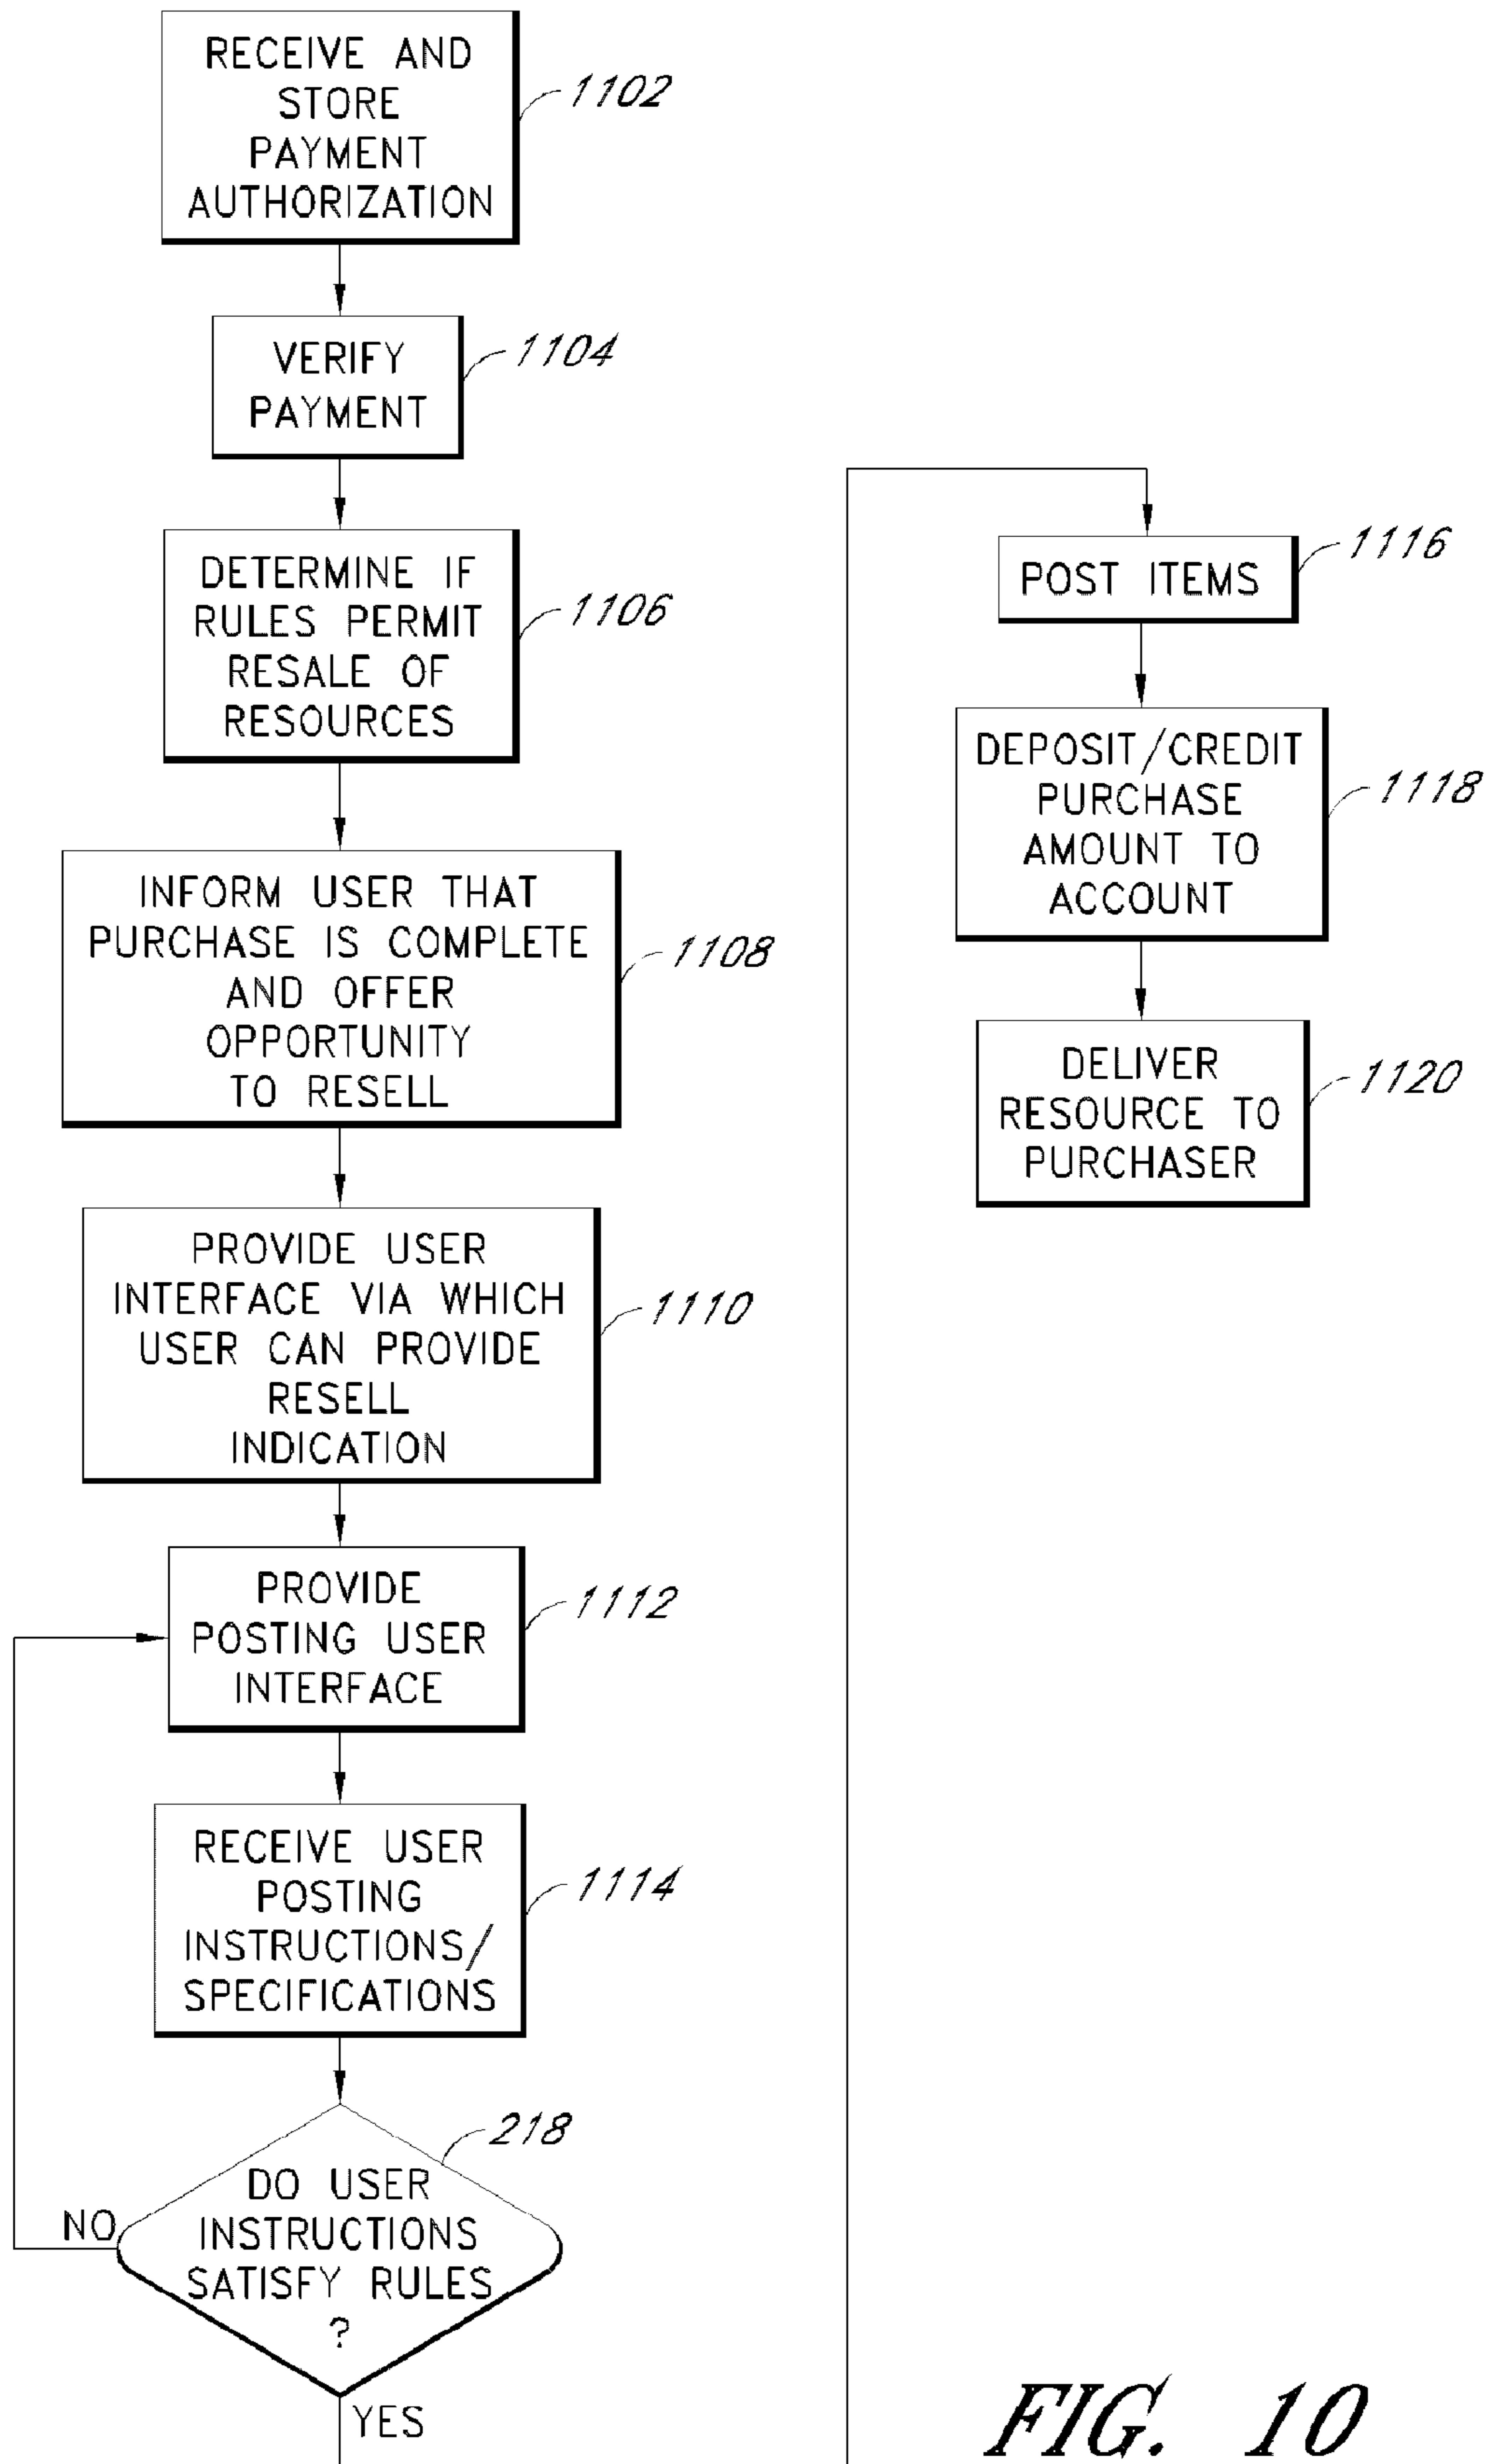 RECEIVE AND
STORE
PAYMENT
AUTHORIZATION
1102
VERIFY
PAYMENT
1104
DETERMINE IF
RULES PERMIT
RESALE OF
RESOURCES
1106
INFORM USER THAT
PURCHASE IS COMPLETE
AND OFFER
OPPORTUNITY
TO RESELL
1108
PROVIDE USER
INTERFACE VIA WHICH
USER CAN PROVIDE
RESELL
INDICATION
1110
PROVIDE
POSTING USER
INTERFACE
1112
RECEIVE USER
POSTING
INSTRUCTIONS/
SPECIFICATIONS
1114
218
DO USER
INSTRUCTIONS
SATISFY RULES
?
NO
YES
POST ITEMS
1116
DEPOSIT/CREDIT
PURCHASE
AMOUNT TO
ACCOUNT
1118
DELIVER
RESOURCE TO
PURCHASER
1120
FIG. 10